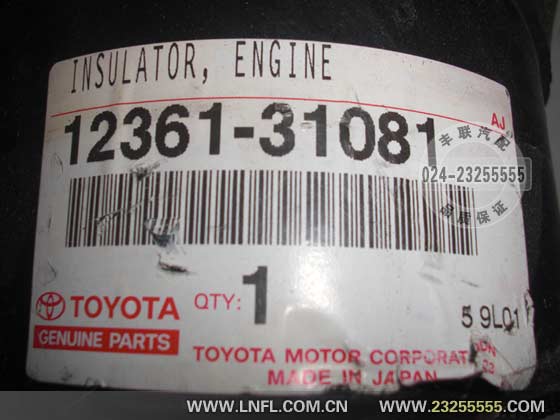 INSULATOR, ENGINE
AJ
12361-31081
丰联汽配
024-23255555
品质保证
TOYOTA
GENUINE PARTS
QTY: 1
5 9L01
TOYOTA MOTOR
MADE IN JAPAN
WWW.LNFL.COM.CN
WWW.23255555.COM